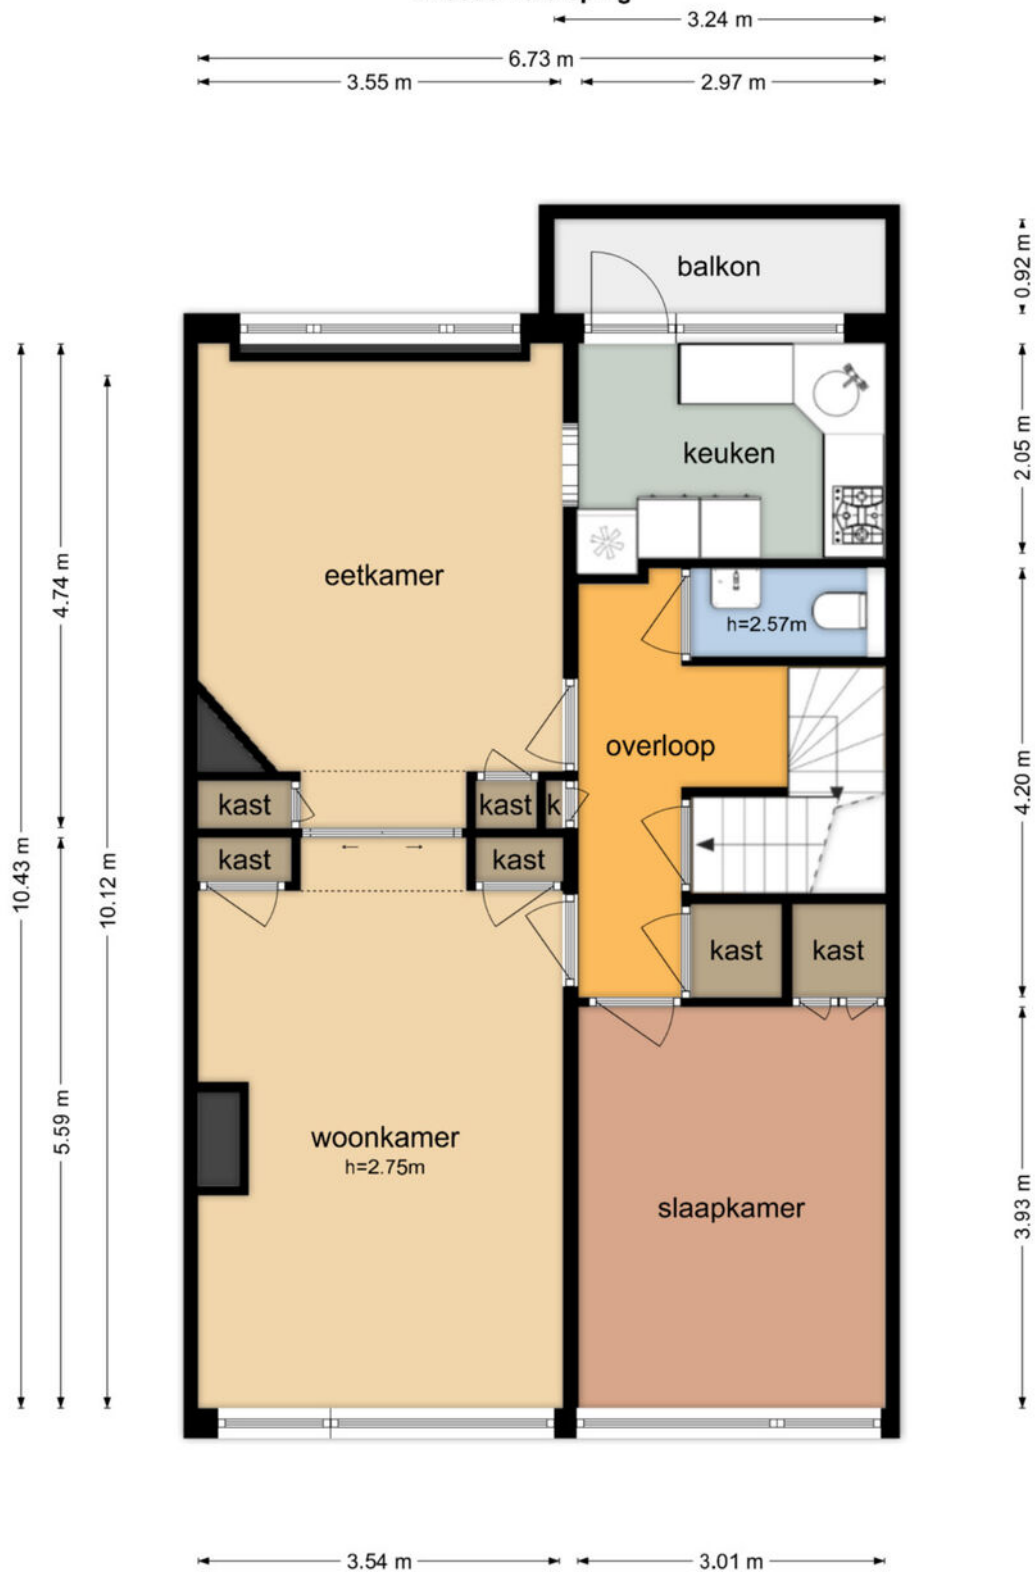 3.24 m
6.73 m
3.55 m
2.97 m
balkon
0.92 m
keuken
2.05 m
eetkamer
4.74 m
h=2.57m
overloop
4.20 m
kast
kast
k
kast
kast
10.43 m
10.12 m
kast
kast
5.59 m
woonkamer
h=2.75m
slaapkamer
3.93 m
3.54 m
3.01 m